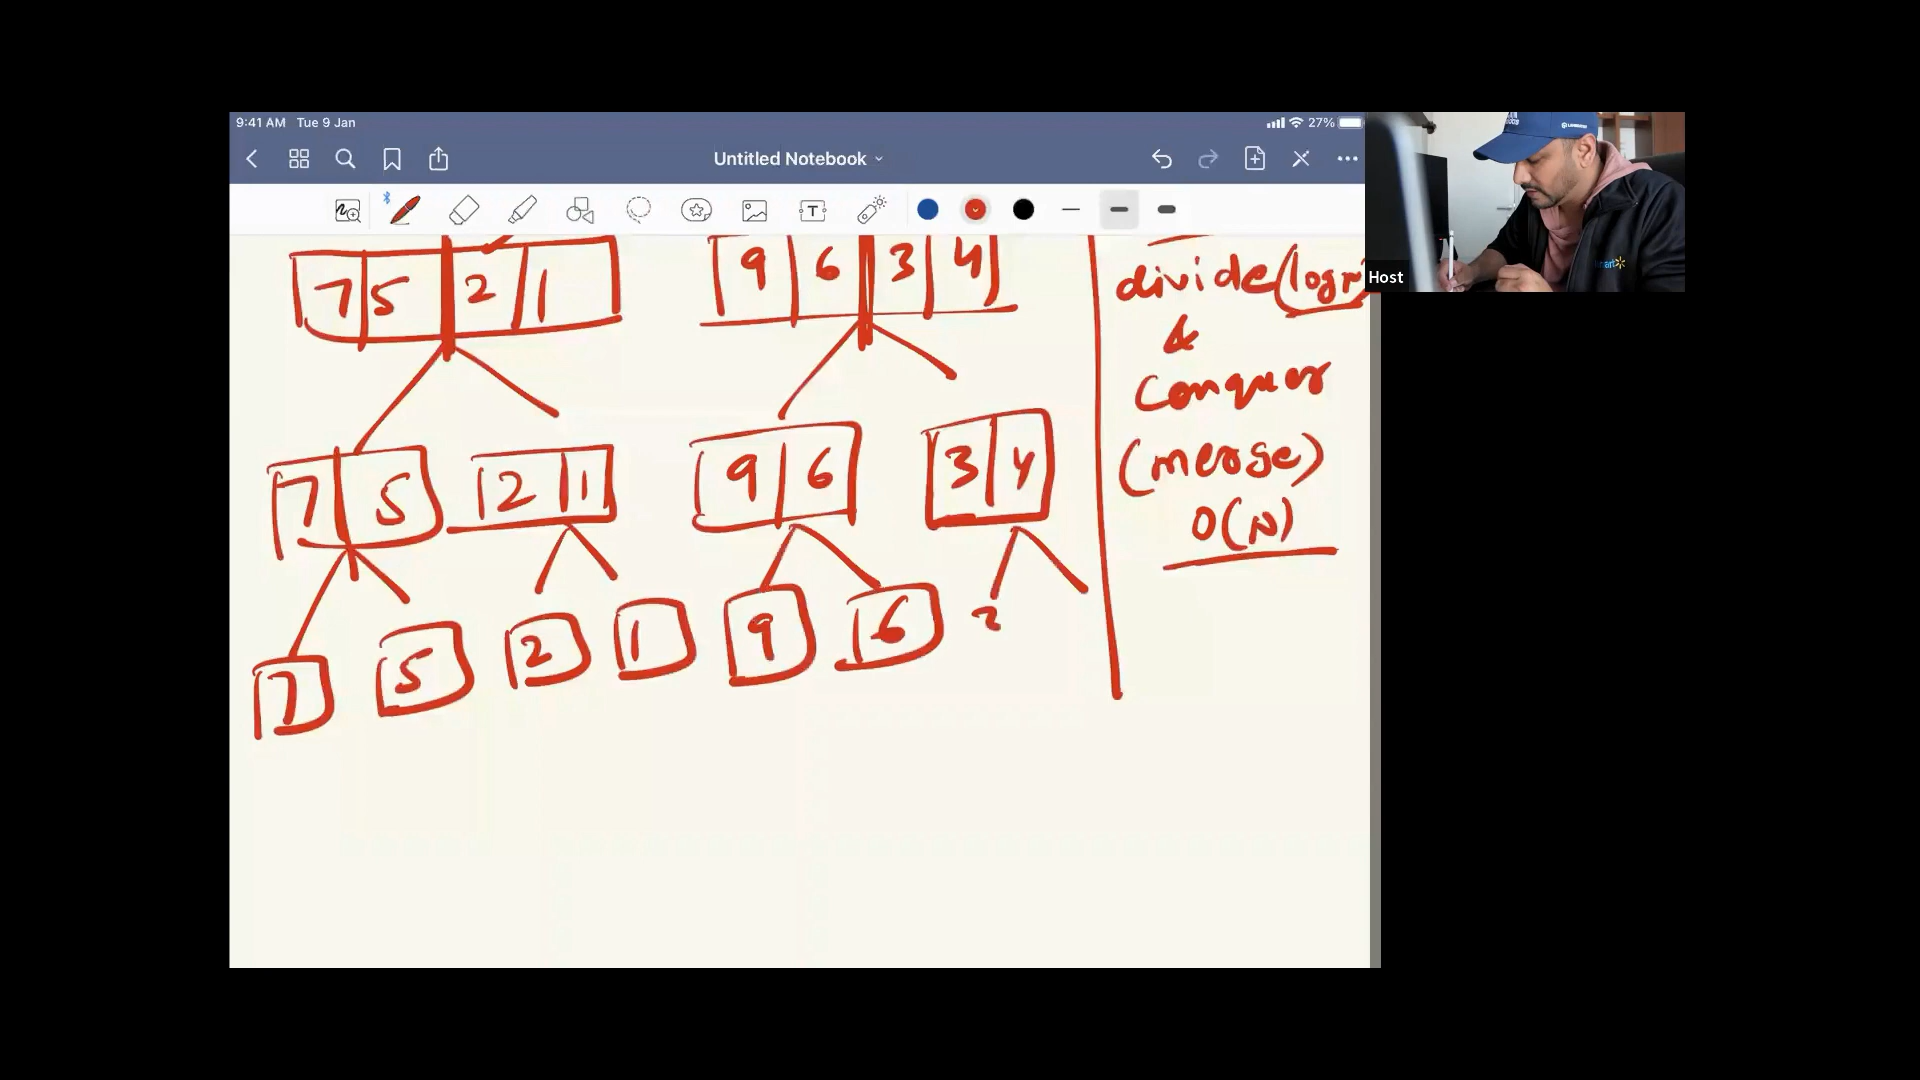 9:41 AM Tue 9 Jan
27%
Untitled Notebook
T
Host
7 5 2 1
9 6 3 4
divide (logn)
&
Conquer
(merge)
O(N)
7 5
2 1
9 6
3 4
7
5
2
1
9
6